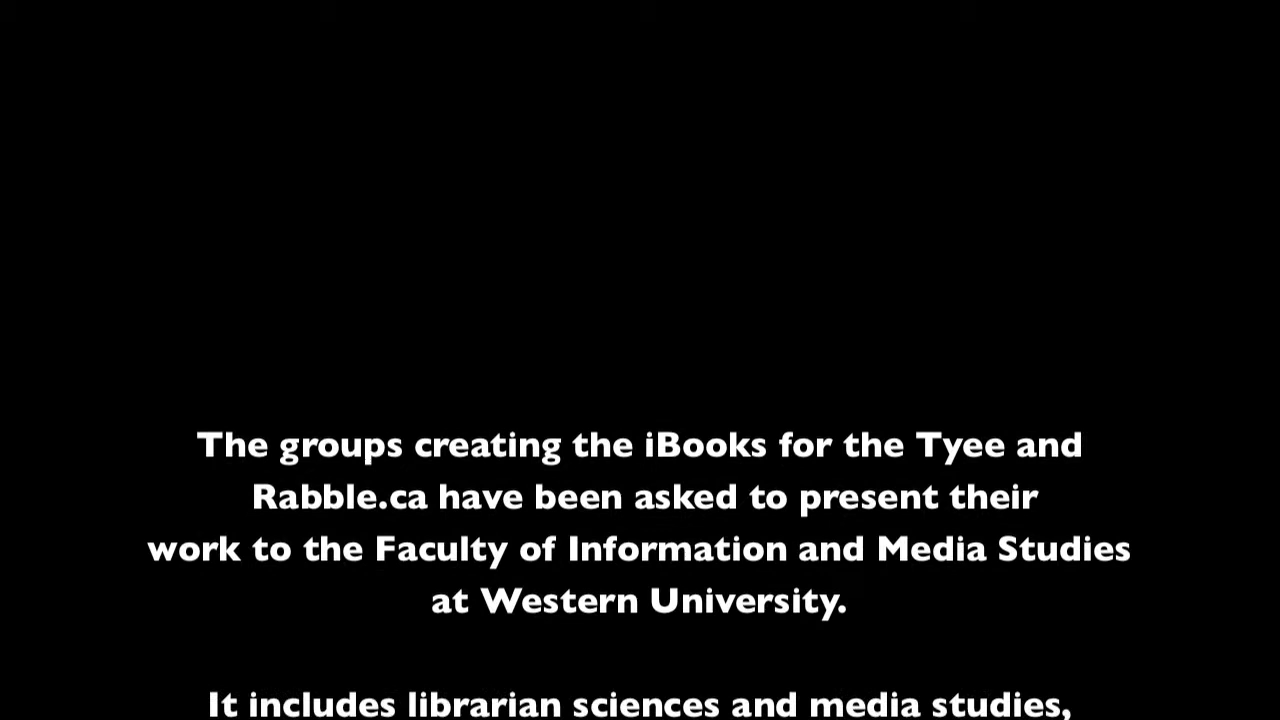 The groups creating the iBooks for the Tyee and
Rabble.ca have been asked to present their
work to the Faculty of Information and Media Studies
at Western University.
It includes librarian sciences and media studies,